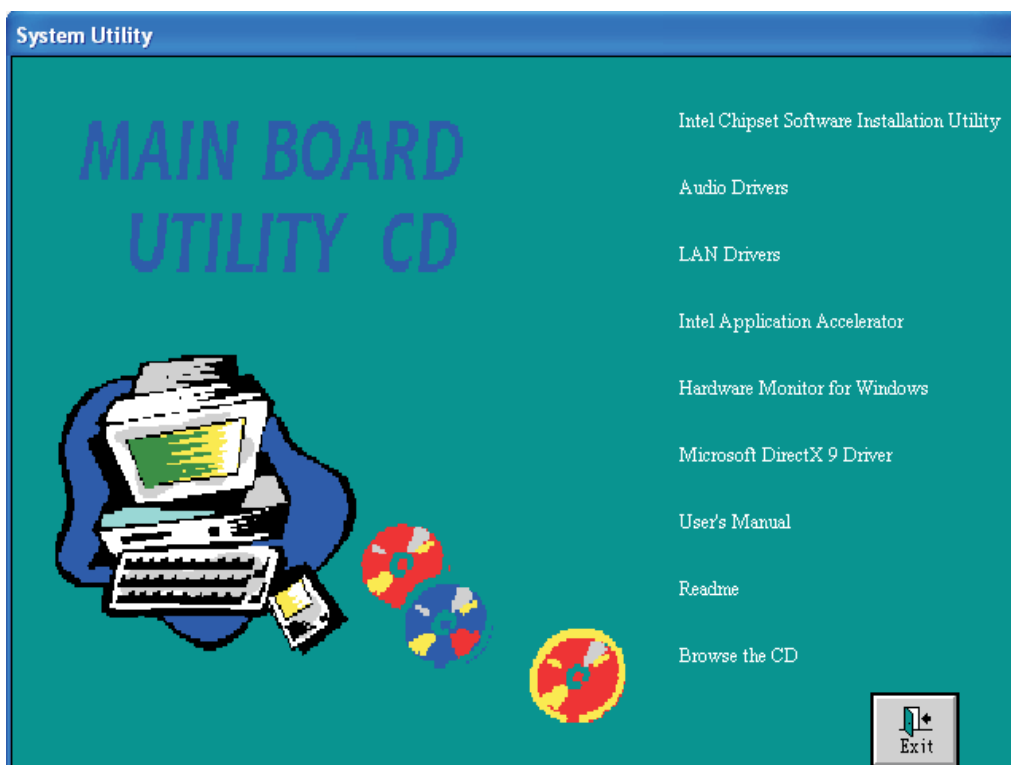 System Utility
MAIN BOARD
UTILITY CD
Intel Chipset Software Installation Utility
Audio Drivers
LAN Drivers
Intel Application Accelerator
Hardware Monitor for Windows
Microsoft DirectX 9 Driver
User's Manual
Readme
Browse the CD
Exit